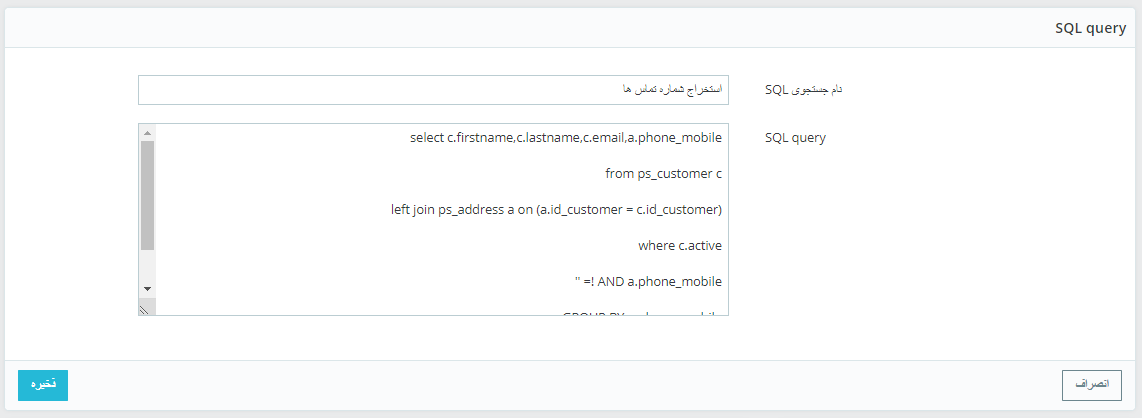 SQL query
نام جستجوی SQL
استخراج شماره تماس ها
SQL query
select c.firstname,c.lastname,c.email,a.phone_mobile
from ps_customer c
left join ps_address a on (a.id_customer = c.id_customer)
where c.active
AND a.phone_mobile != ''
انصراف
ذخیره